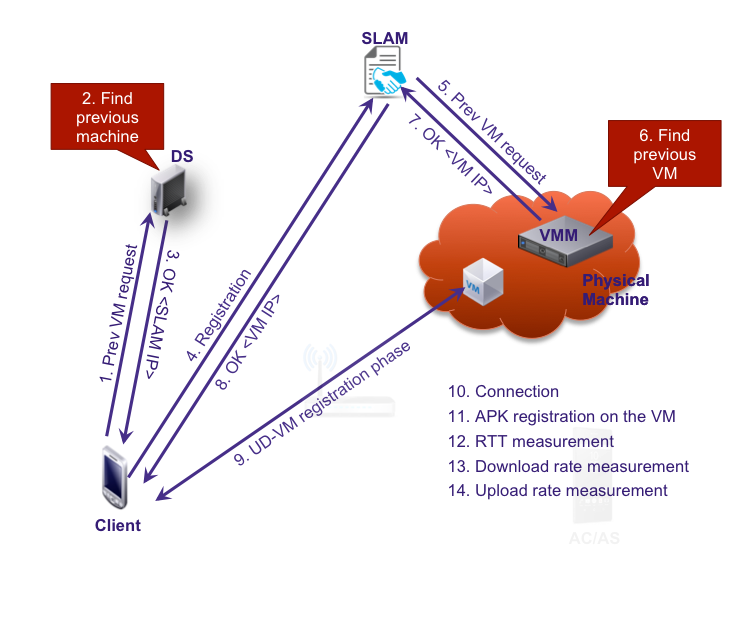 SLAM
2. Find
previous
machine
DS
5. Prev VM request
7. OK <VM IP>
6. Find
previous
VM
VMM
VM
Physical
Machine
1. Prev VM request
3. OK <SLAM IP>
4. Registration
8. OK <VM IP>
9. UD-VM registration phase
10. Connection
11. APK registration on the VM
12. RTT measurement
13. Download rate measurement
14. Upload rate measurement
Client
AC/AS